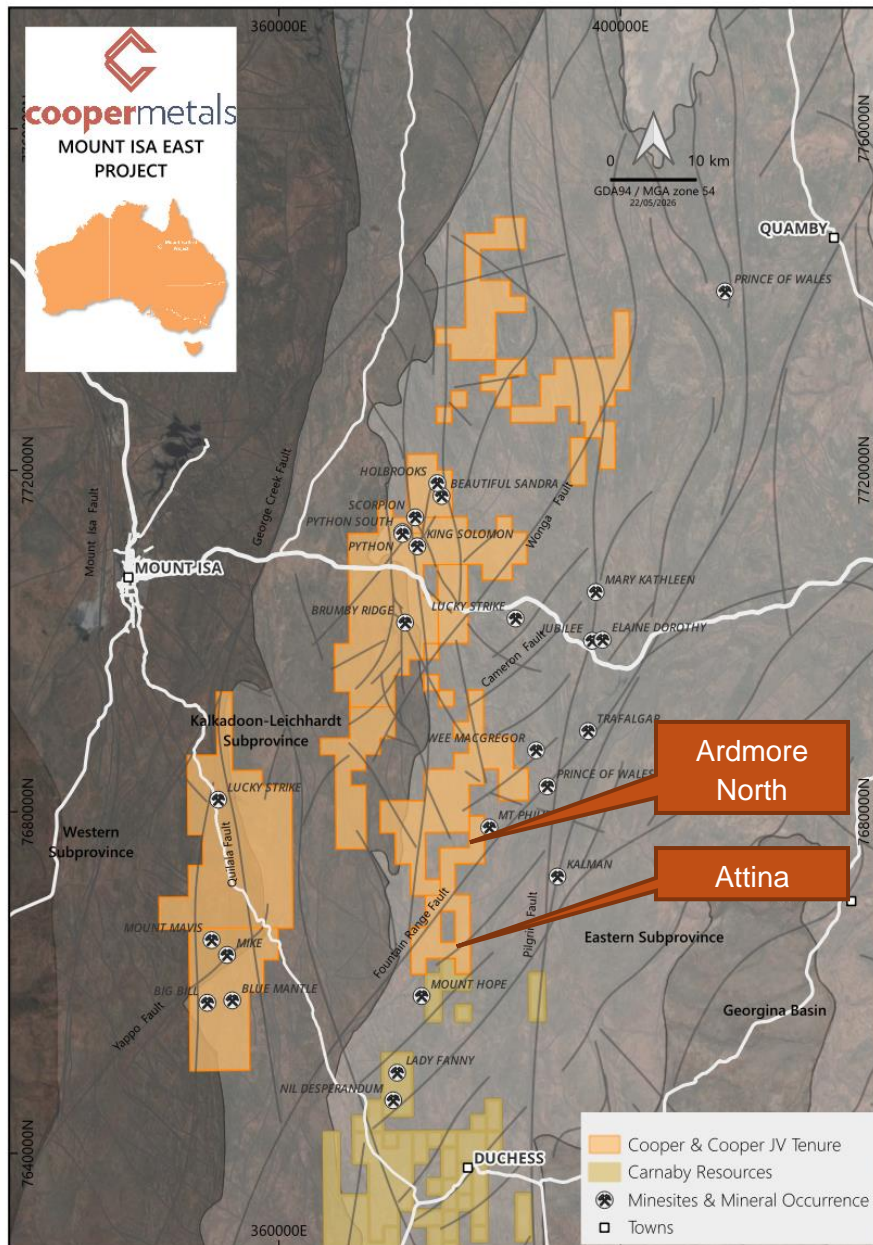 360000E
400000E
coopermetals
MOUNT ISA EAST
PROJECT
7760000N
7760000N
0 10 km
GDA94 / MGA zone 54
22/05/2026
QUAMBY
PRINCE OF WALES
7720000N
7720000N
HOLBROOKS
BEAUTIFUL SANDRA
SCORPION
PYTHON SOUTH
KING SOLOMON
PYTHON
Wonga Fault
George Creek Fault
Mount Isa Fault
MOUNT ISA
MARY KATHLEEN
BRUMBY RIDGE
LUCKY STRIKE
JUBILEE
ELAINE DOROTHY
Cameron Fault
Kalkadoon-Leichhardt
Subprovince
TRAFALGAR
WEE MACGREGOR
Ardmore
North
PRINCE OF WALES
LUCKY STRIKE
7680000N
7680000N
Western
Subprovince
Quilala Fault
KALMAN
Attina
Fountain Range Fault
Pilgrim Fault
Eastern Subprovince
MOUNT MAVIS
MIKE
BIG BILL
BLUE MANTLE
MOUNT HOPE
Georgina Basin
Yappo Fault
LADY FANNY
NIL DESPERANDUM
DUCHESS
7640000N
360000E
Cooper & Cooper JV Tenure
Carnaby Resources
Minesites & Mineral Occurrence
Towns